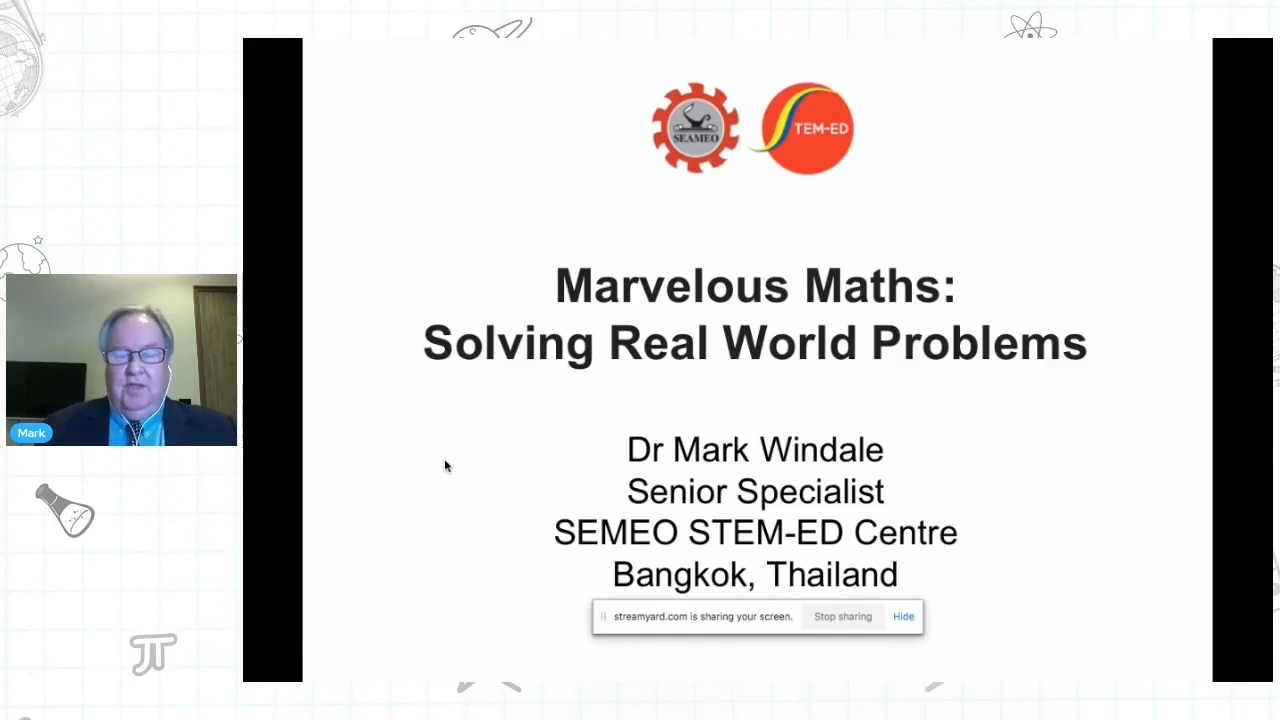 SEAMEO
STEM-ED
Marvelous Maths:
Solving Real World Problems
Dr Mark Windale
Senior Specialist
SEMEO STEM-ED Centre
Bangkok, Thailand
streamyard.com is sharing your screen. Stop sharing Hide
Mark